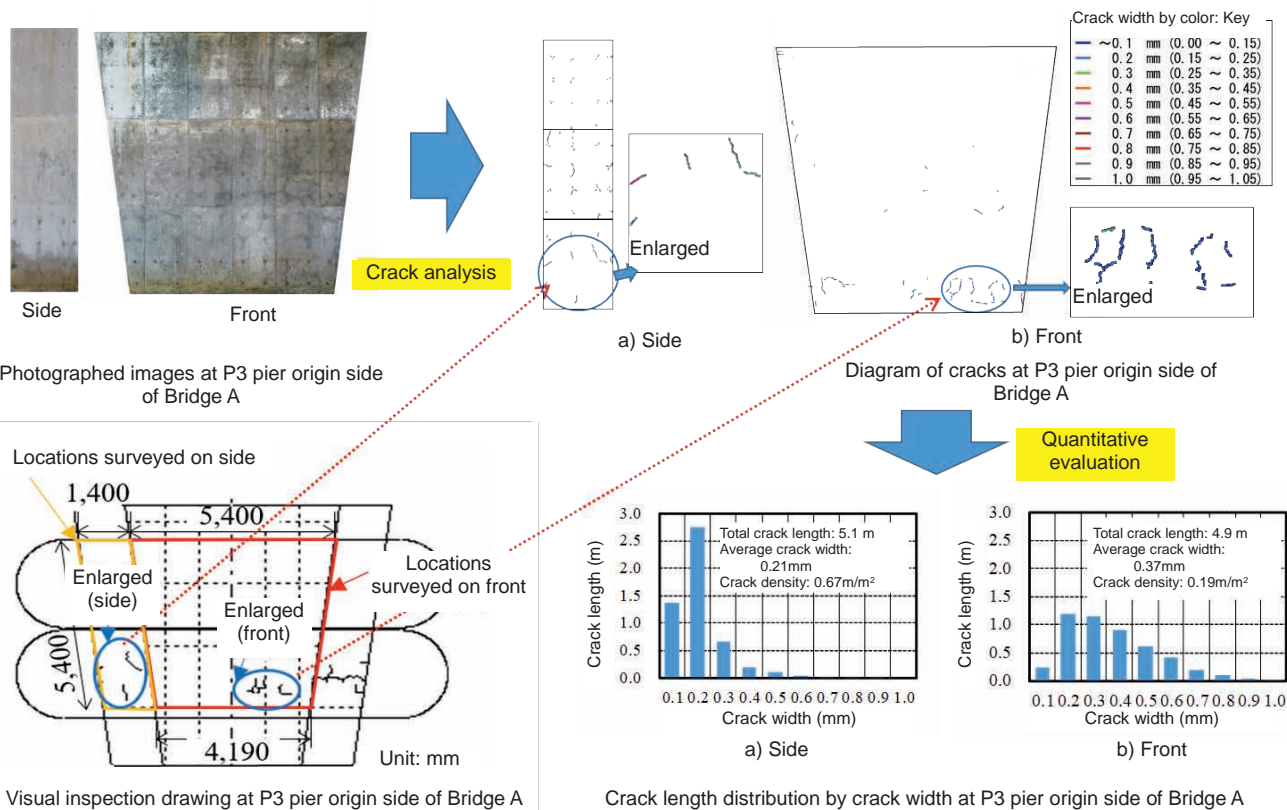 Side
Front
Crack analysis
Photographed images at P3 pier origin side
of Bridge A
Enlarged
a) Side
Crack width by color: Key
~0.1 mm (0.00 ~ 0.15)
0.2 mm (0.15 ~ 0.25)
0.3 mm (0.25 ~ 0.35)
0.4 mm (0.35 ~ 0.45)
0.5 mm (0.45 ~ 0.55)
0.6 mm (0.55 ~ 0.65)
0.7 mm (0.65 ~ 0.75)
0.8 mm (0.75 ~ 0.85)
0.9 mm (0.85 ~ 0.95)
1.0 mm (0.95 ~ 1.05)
Enlarged
b) Front
Diagram of cracks at P3 pier origin side of
Bridge A
Quantitative
evaluation
Locations surveyed on side
1,400
5,400
Enlarged
(side)
Enlarged
(front)
Locations
surveyed on front
5,400
4,190
Unit: mm
Visual inspection drawing at P3 pier origin side of Bridge A
Crack length (m)
3.0
2.5
2.0
1.5
1.0
0.5
0.0
Total crack length: 5.1 m
Average crack width:
0.21mm
Crack density: 0.67m/m²
0.1 0.2 0.3 0.4 0.5 0.6 0.7 0.8 0.9 1.0
Crack width (mm)
a) Side
Crack length (m)
3.0
2.5
2.0
1.5
1.0
0.5
0.0
Total crack length: 4.9 m
Average crack width:
0.37mm
Crack density: 0.19m/m²
0.1 0.2 0.3 0.4 0.5 0.6 0.7 0.8 0.9 1.0
Crack width (mm)
b) Front
Crack length distribution by crack width at P3 pier origin side of Bridge A